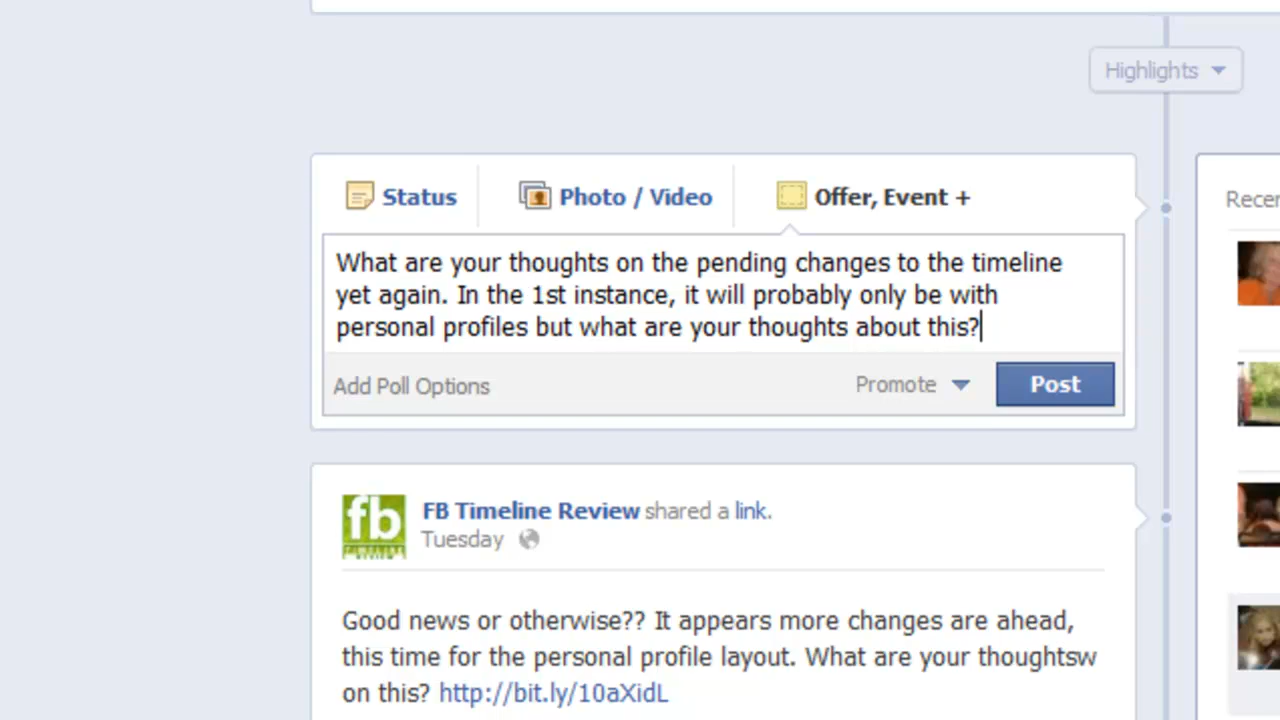 Highlights
Status
Photo / Video
Offer, Event +
What are your thoughts on the pending changes to the timeline
yet again. In the 1st instance, it will probably only be with
personal profiles but what are your thoughts about this?
Add Poll Options
Promote
Post
Recer
fb
TIMELINE
FB Timeline Review shared a link.
Tuesday
Good news or otherwise?? It appears more changes are ahead,
this time for the personal profile layout. What are your thoughtsw
on this? http://bit.ly/10aXidL